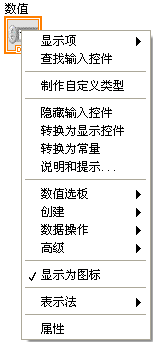 数值
显示项
查找输入控件
制作自定义类型
隐藏输入控件
转换为显示控件
转换为常量
说明和提示...
数值选板
创建
数据操作
高级
✓ 显示为图标
表示法
属性